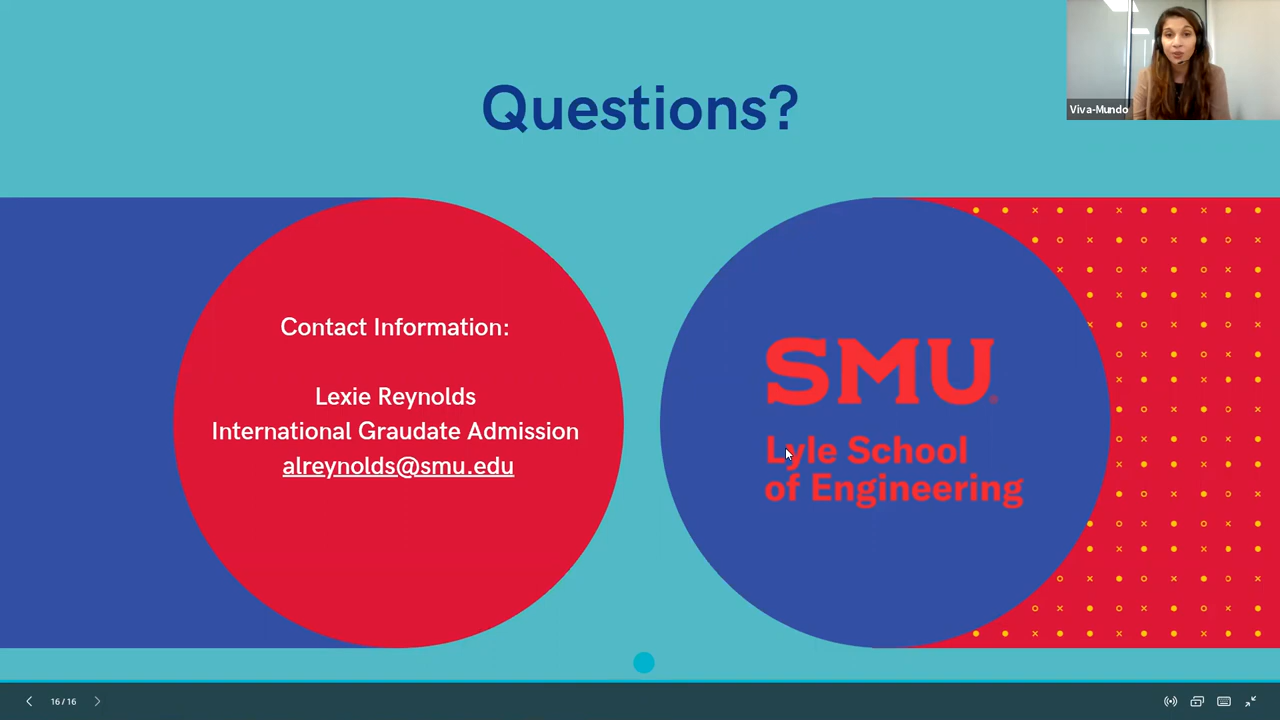 Questions?
Viva-Mundo
Contact Information:
Lexie Reynolds
International Graudate Admission
alreynolds@smu.edu
SMU®
Lyle School
of Engineering
16 / 16